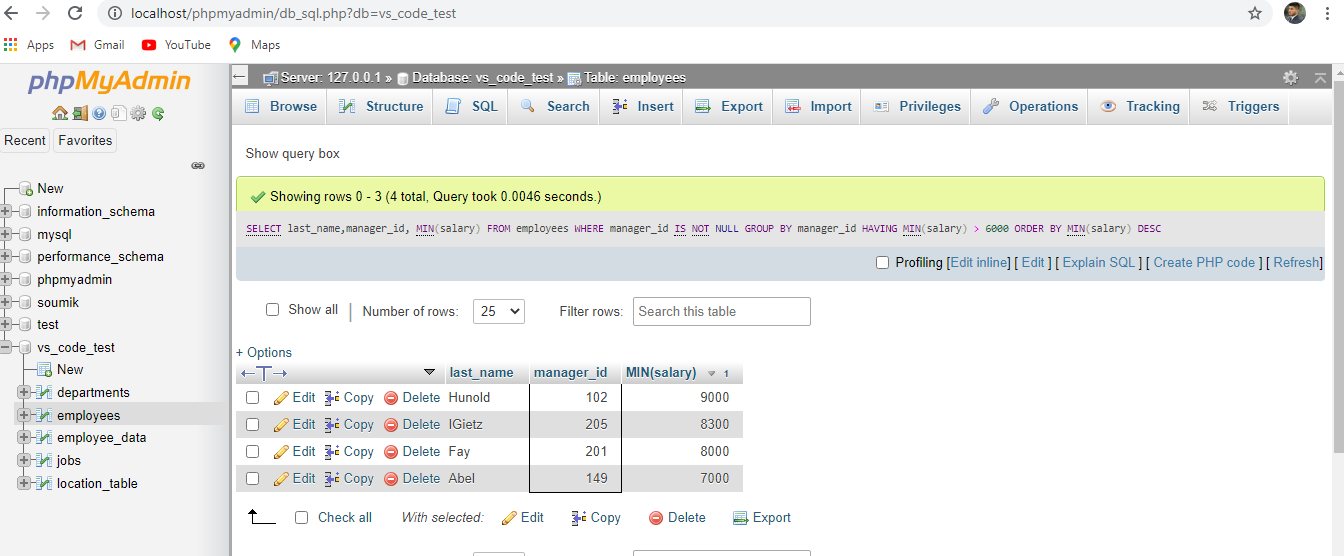 localhost/phpmyadmin/db_sql.php?db=vs_code_test
Apps Gmail YouTube Maps
phpMyAdmin
Recent Favorites
New
information_schema
mysql
performance_schema
phpmyadmin
soumik
test
vs_code_test
New
departments
employees
employee_data
jobs
location_table
Server: 127.0.0.1 » Database: vs_code_test » Table: employees
Browse Structure SQL Search Insert Export Import Privileges Operations Tracking Triggers
Show query box
Showing rows 0 - 3 (4 total, Query took 0.0046 seconds.)
SELECT last_name,manager_id, MIN(salary) FROM employees WHERE manager_id IS NOT NULL GROUP BY manager_id HAVING MIN(salary) > 6000 ORDER BY MIN(salary) DESC
Profiling [Edit inline] [ Edit ] [ Explain SQL ] [ Create PHP code ] [ Refresh]
Show all | Number of rows: 25 Filter rows: Search this table
+ Options
←T→ last_name manager_id MIN(salary) 1
Edit Copy Delete Hunold 102 9000
Edit Copy Delete lGietz 205 8300
Edit Copy Delete Fay 201 8000
Edit Copy Delete Abel 149 7000
Check all With selected: Edit Copy Delete Export